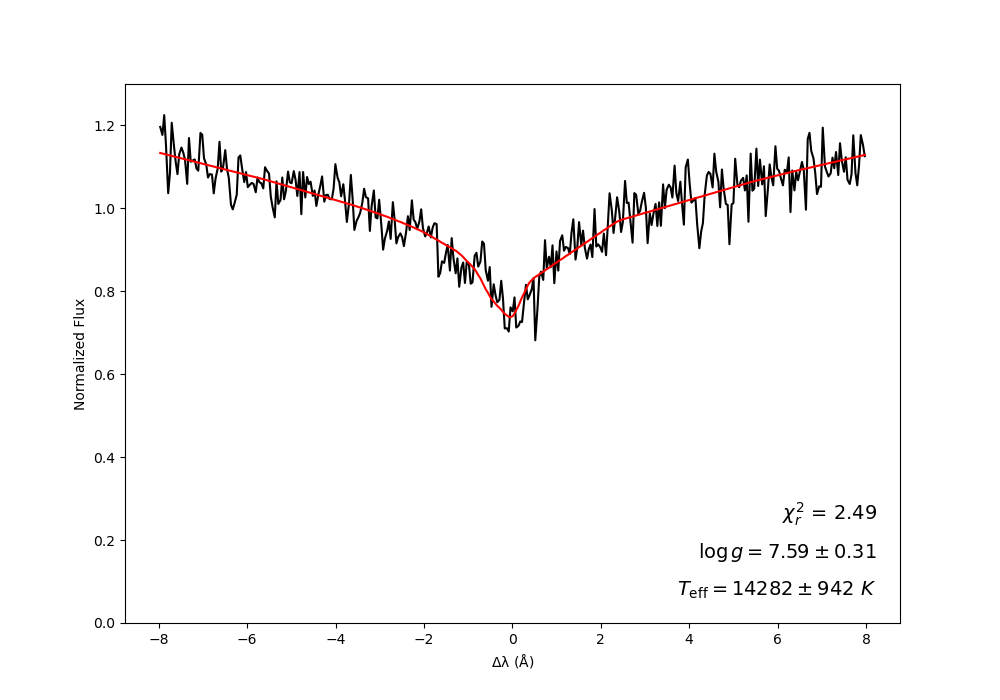 1.2
1.0
0.8
0.6
0.4
0.2
0.0
Normalized Flux
χ²ᵣ = 2.49
log g = 7.59 ± 0.31
T_eff = 14282 ± 942 K
−8 −6 −4 −2 0 2 4 6 8
Δλ (Å)